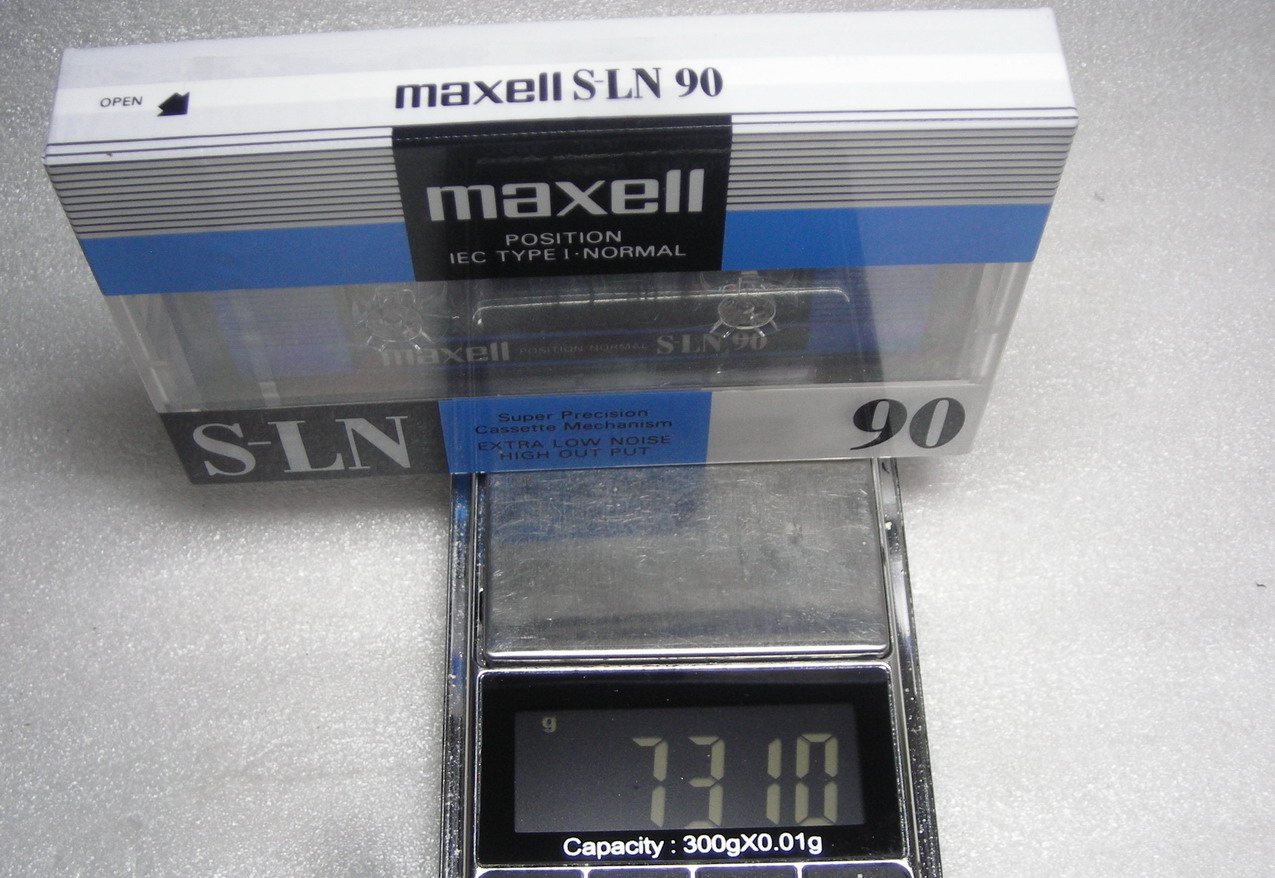 OPEN
maxell S-LN 90
maxell
POSITION
IEC TYPE I·NORMAL
maxell POSITION NORMAL S-LN 90
S-LN
Super Precision
Cassette Mechanism
EXTRA LOW NOISE
HIGH OUT PUT
90
g
73.10
Capacity : 300gX0.01g